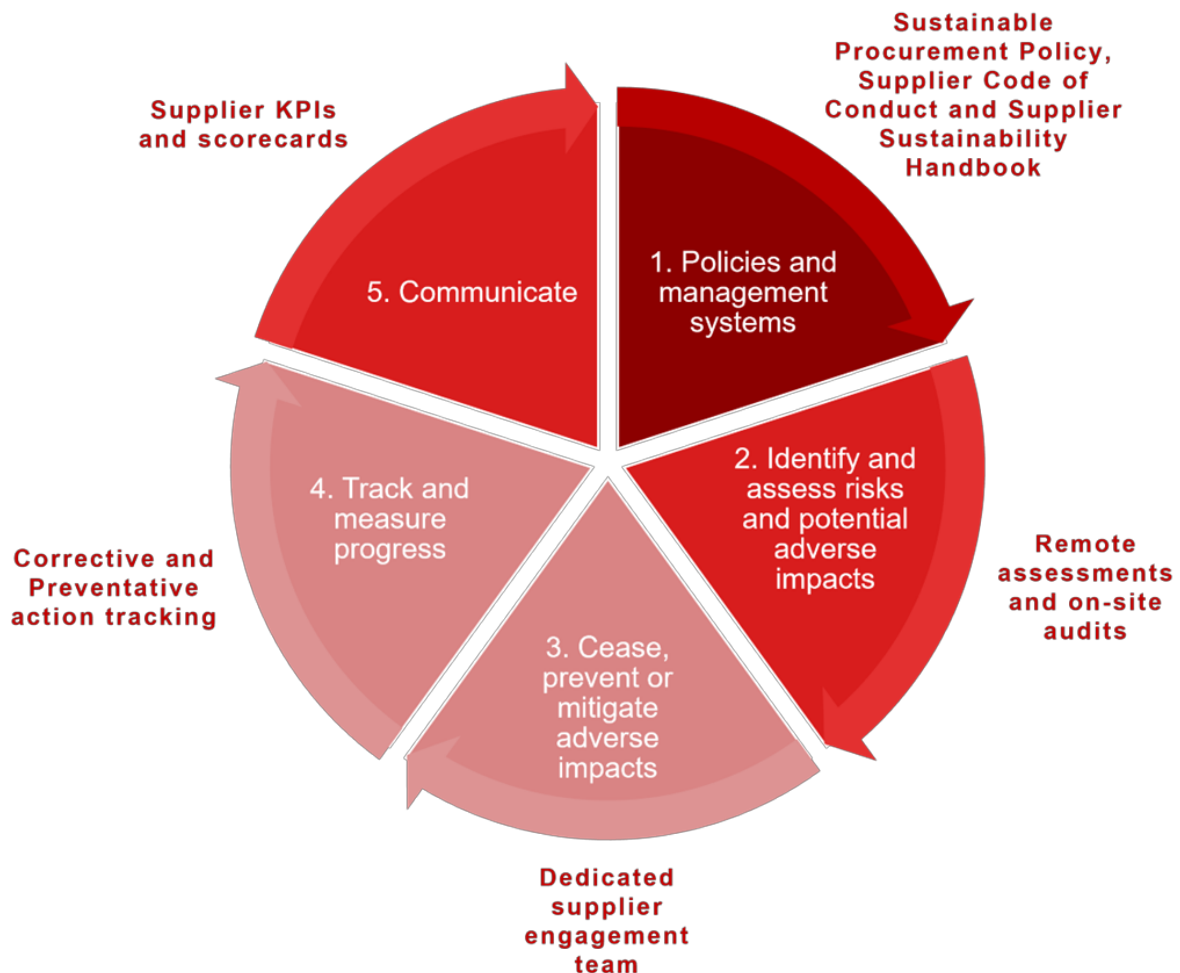 Sustainable
Procurement Policy,
Supplier Code of
Conduct and Supplier
Sustainability
Handbook
Supplier KPIs
and scorecards
1. Policies and
management
systems
5. Communicate
2. Identify and
assess risks
and potential
adverse
impacts
4. Track and
measure
progress
Remote
assessments
and on-site
audits
Corrective and
Preventative
action tracking
3. Cease,
prevent or
mitigate
adverse
impacts
Dedicated
supplier
engagement
team